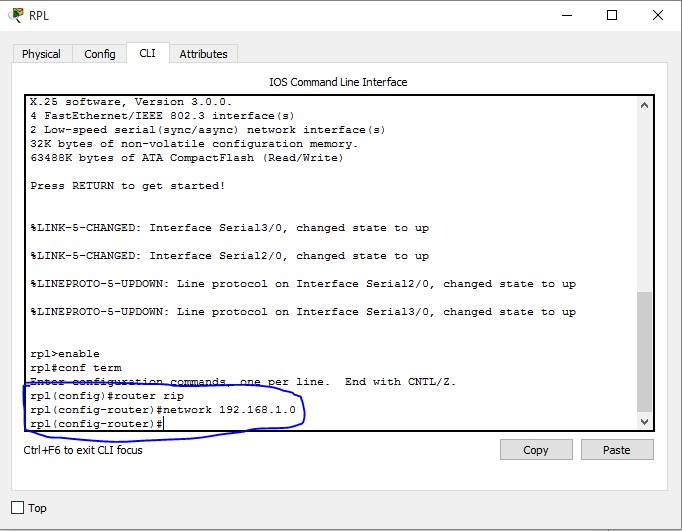 RPL
Physical Config CLI Attributes
IOS Command Line Interface
X.25 software, Version 3.0.0.
4 FastEthernet/IEEE 802.3 interface(s)
2 Low-speed serial(sync/async) network interface(s)
32K bytes of non-volatile configuration memory.
63488K bytes of ATA CompactFlash (Read/Write)
Press RETURN to get started!
%LINK-5-CHANGED: Interface Serial3/0, changed state to up
%LINK-5-CHANGED: Interface Serial2/0, changed state to up
%LINEPROTO-5-UPDOWN: Line protocol on Interface Serial2/0, changed state to up
%LINEPROTO-5-UPDOWN: Line protocol on Interface Serial3/0, changed state to up
rpl>enable
rpl#conf term
Enter configuration commands, one per line. End with CNTL/Z.
rpl(config)#router rip
rpl(config-router)#network 192.168.1.0
rpl(config-router)#
Ctrl+F6 to exit CLI focus
Copy Paste
Top